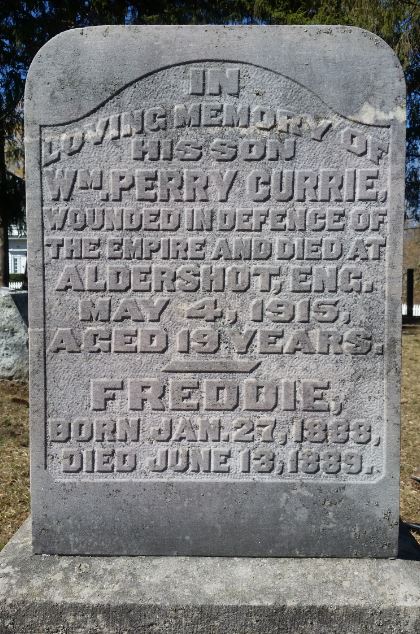 IN
LOVING MEMORY OF
HIS SON
WM. PERRY CURRIE,
WOUNDED IN DEFENCE OF
THE EMPIRE AND DIED AT
ALDERSHOT, ENG.
MAY 4, 1915,
AGED 19 YEARS.
FREDDIE,
BORN JAN. 27, 1888,
DIED JUNE 13, 1889.